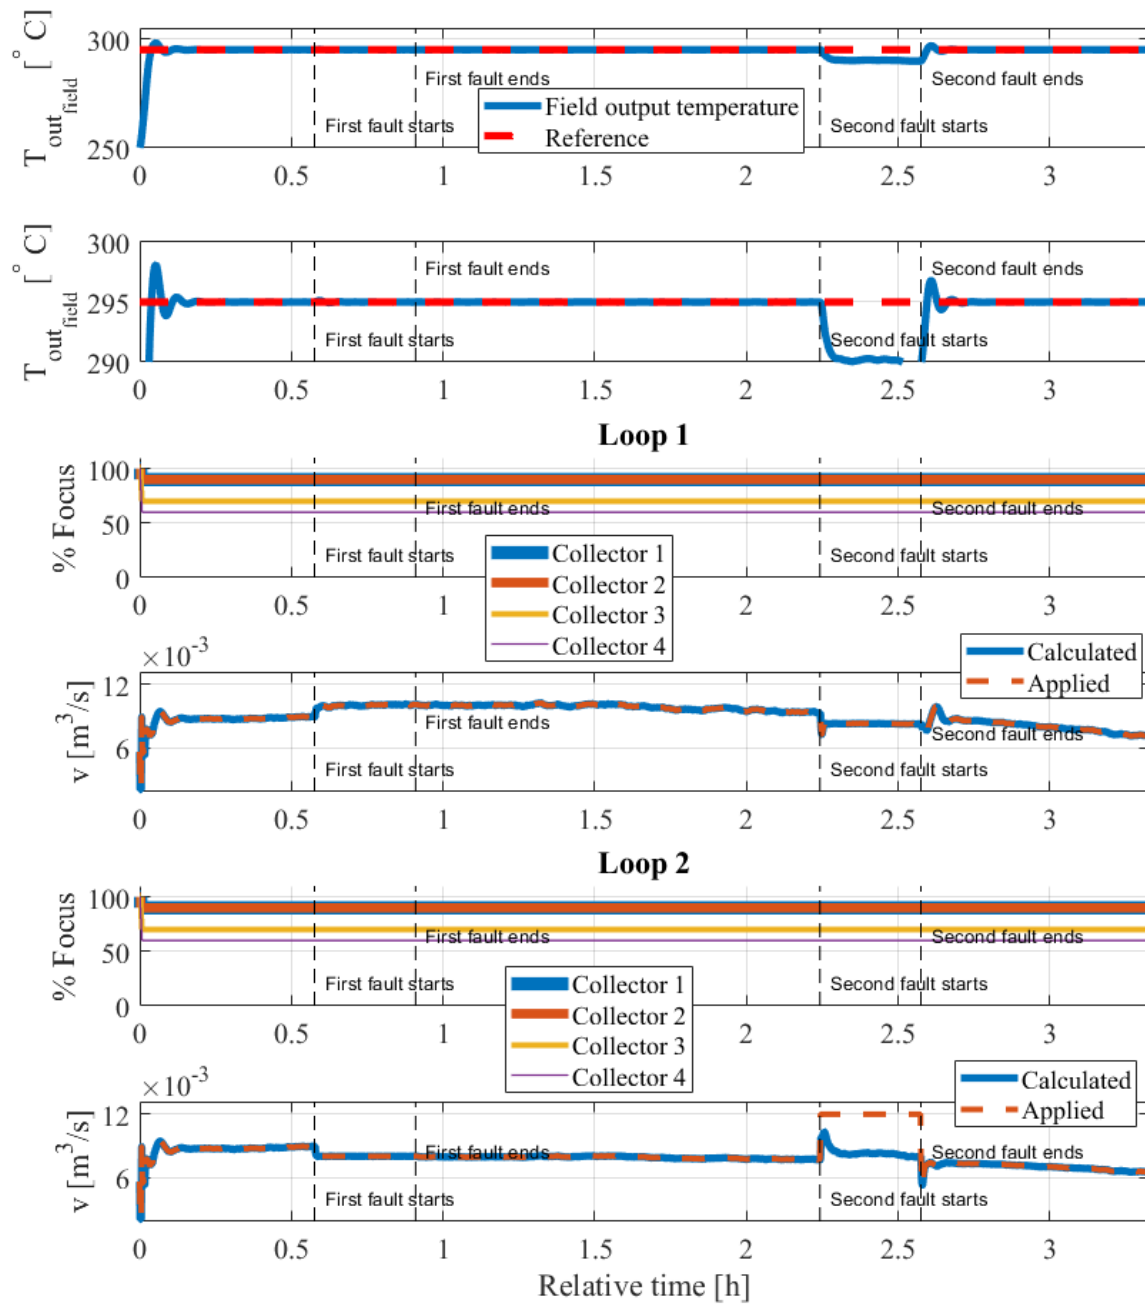 T_out_field [° C]
300
250
First fault ends
Second fault ends
First fault starts
Second fault starts
Field output temperature
Reference
0 0.5 1 1.5 2 2.5 3
T_out_field [° C]
300
295
290
First fault ends
Second fault ends
First fault starts
Second fault starts
0 0.5 1 1.5 2 2.5 3
Loop 1
% Focus
100
50
0
First fault ends
Second fault ends
First fault starts
Second fault starts
Collector 1
Collector 2
Collector 3
Collector 4
0 0.5 1 1.5 2 2.5 3
×10⁻³
v [m³/s]
12
6
Calculated
Applied
First fault ends
Second fault ends
First fault starts
Second fault starts
0 0.5 1 1.5 2 2.5 3
Loop 2
% Focus
100
50
0
First fault ends
Second fault ends
First fault starts
Second fault starts
Collector 1
Collector 2
Collector 3
Collector 4
0 0.5 1 1.5 2 2.5 3
×10⁻³
v [m³/s]
12
6
Calculated
Applied
First fault ends
Second fault ends
First fault starts
Second fault starts
0 0.5 1 1.5 2 2.5 3
Relative time [h]